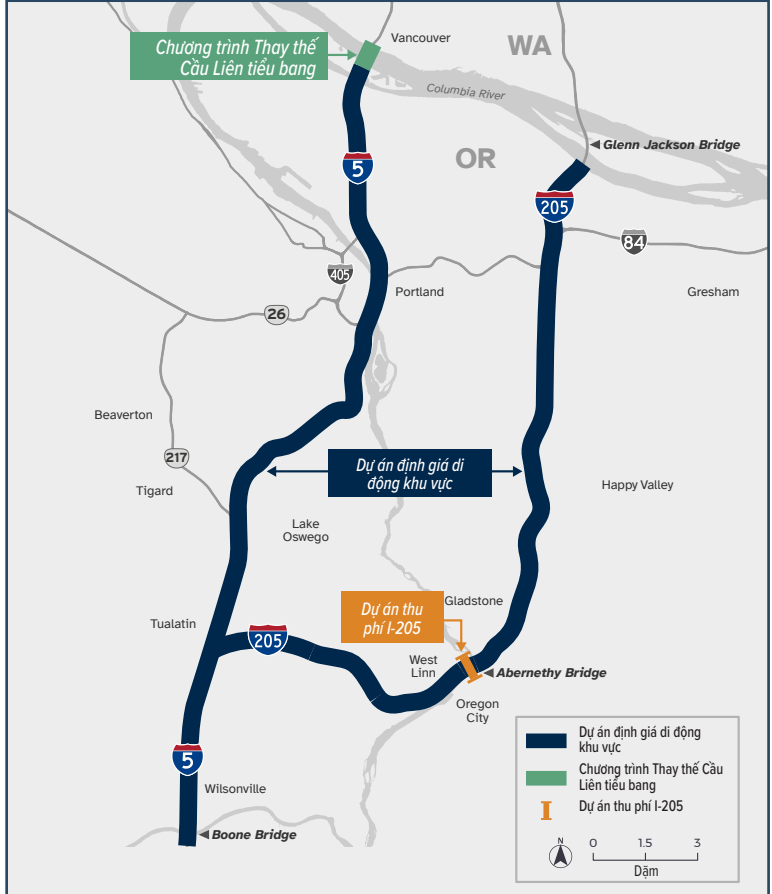 Vancouver
WA
Chương trình Thay thế
Cầu Liên tiểu bang
Columbia River
Glenn Jackson Bridge
OR
5
205
84
405
Portland
Gresham
26
Beaverton
217
Dự án định giá di
động khu vực
Tigard
Happy Valley
Lake
Oswego
Gladstone
Dự án thu
phí I-205
Tualatin
205
West
Linn
Abernethy Bridge
Oregon
City
5
Wilsonville
Boone Bridge
Dự án định giá di động
khu vực
Chương trình Thay thế Cầu
Liên tiểu bang
Dự án thu phí I-205
N
0 1.5 3
Dặm